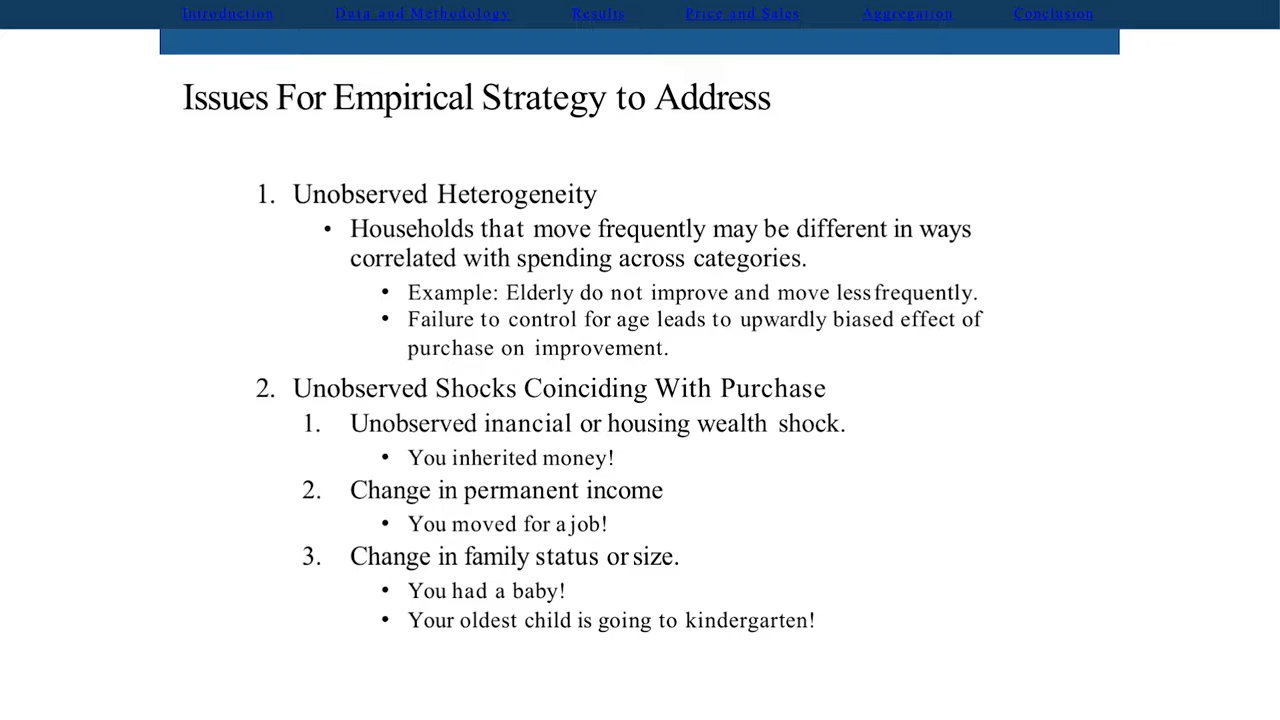 Introduction Data and Methodology Results Price and Sales Aggregation Conclusion
Issues For Empirical Strategy to Address
1. Unobserved Heterogeneity
• Households that move frequently may be different in ways
correlated with spending across categories.
• Example: Elderly do not improve and move less frequently.
• Failure to control for age leads to upwardly biased effect of
purchase on improvement.
2. Unobserved Shocks Coinciding With Purchase
1. Unobserved inancial or housing wealth shock.
• You inherited money!
2. Change in permanent income
• You moved for a job!
3. Change in family status or size.
• You had a baby!
• Your oldest child is going to kindergarten!